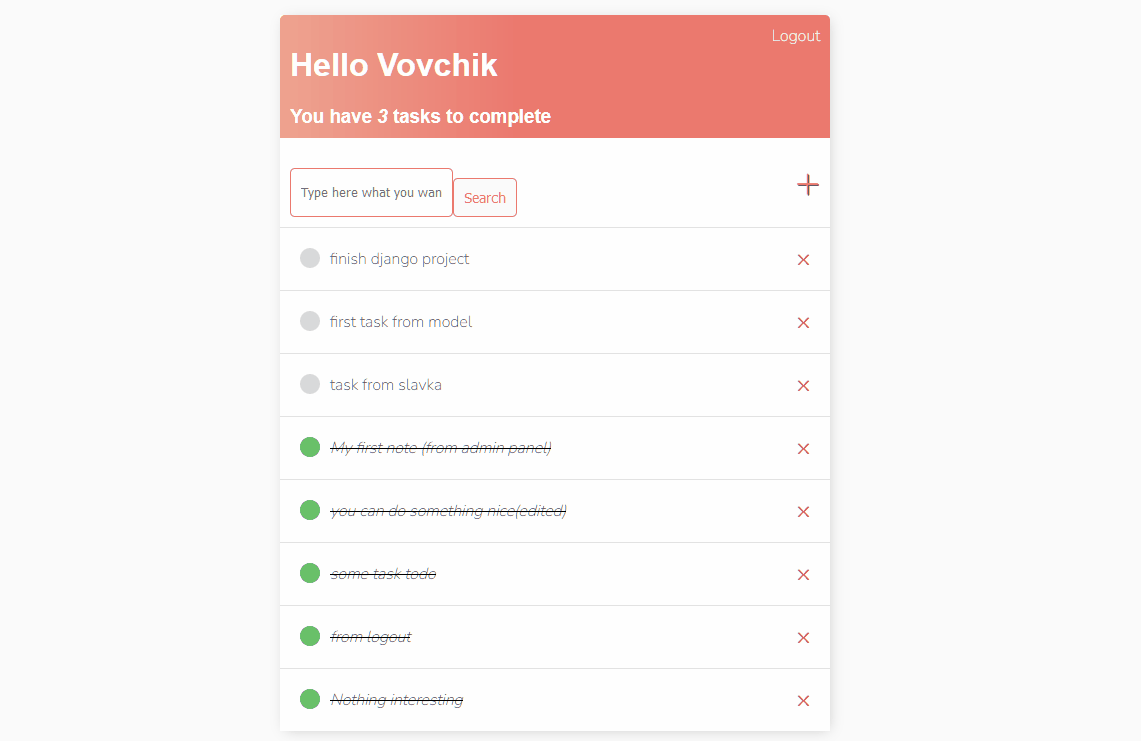 Logout
Hello Vovchik
You have 3 tasks to complete
Type here what you wan
Search
finish django project
first task from model
task from slavka
My first note (from admin panel)
you can do something nice(edited)
some task todo
from logout
Nothing interesting